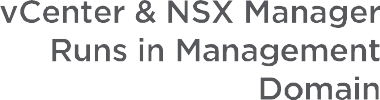 vCenter & NSX Manager
Runs in Management
Domain